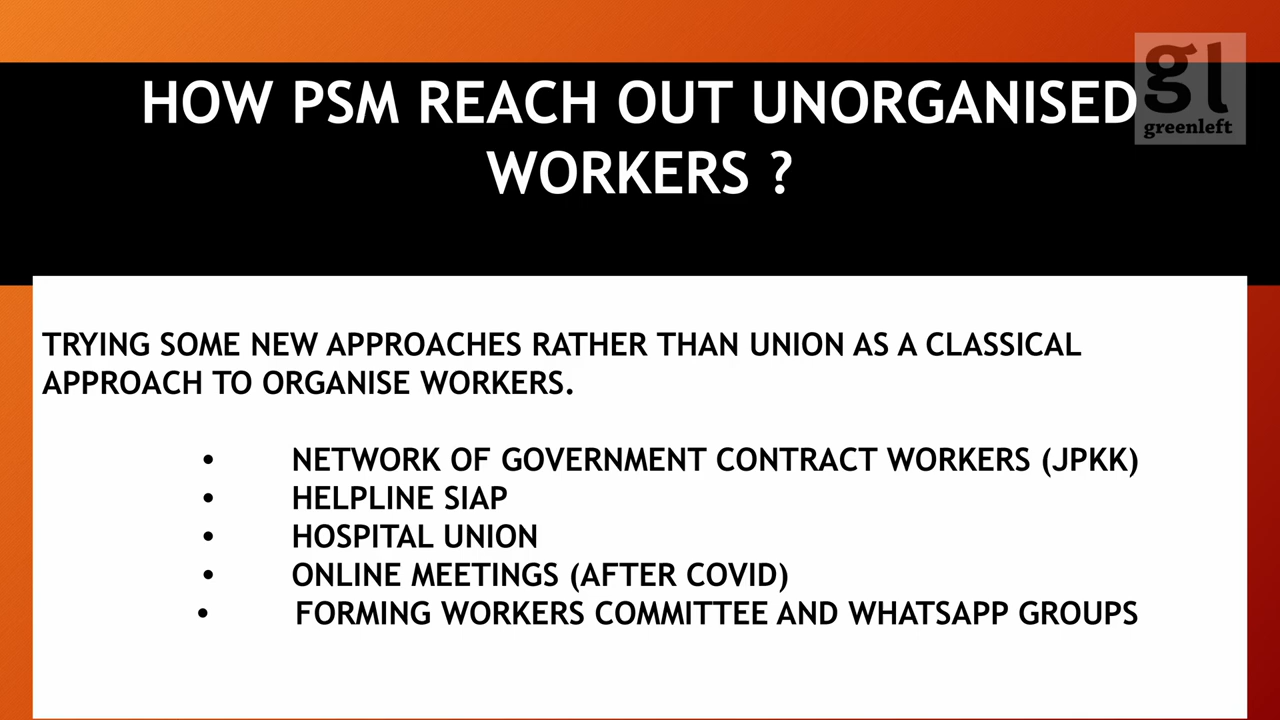 HOW PSM REACH OUT UNORGANISED
WORKERS ?
gl
greenleft
TRYING SOME NEW APPROACHES RATHER THAN UNION AS A CLASSICAL
APPROACH TO ORGANISE WORKERS.
• NETWORK OF GOVERNMENT CONTRACT WORKERS (JPKK)
• HELPLINE SIAP
• HOSPITAL UNION
• ONLINE MEETINGS (AFTER COVID)
• FORMING WORKERS COMMITTEE AND WHATSAPP GROUPS